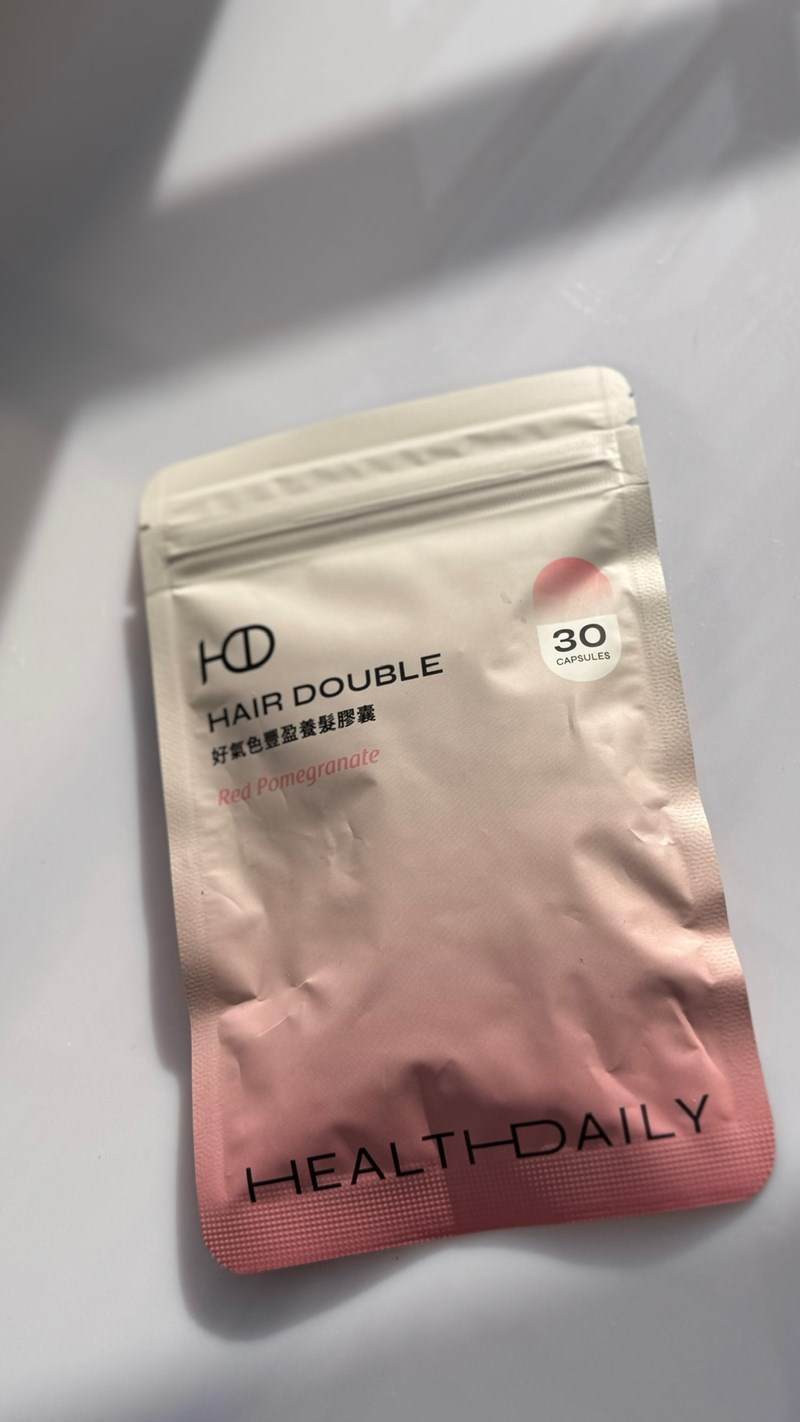 HD
HAIR DOUBLE
好氣色豐盈養髮膠囊
Red Pomegranate
30
CAPSULES
HEALTHDAILY